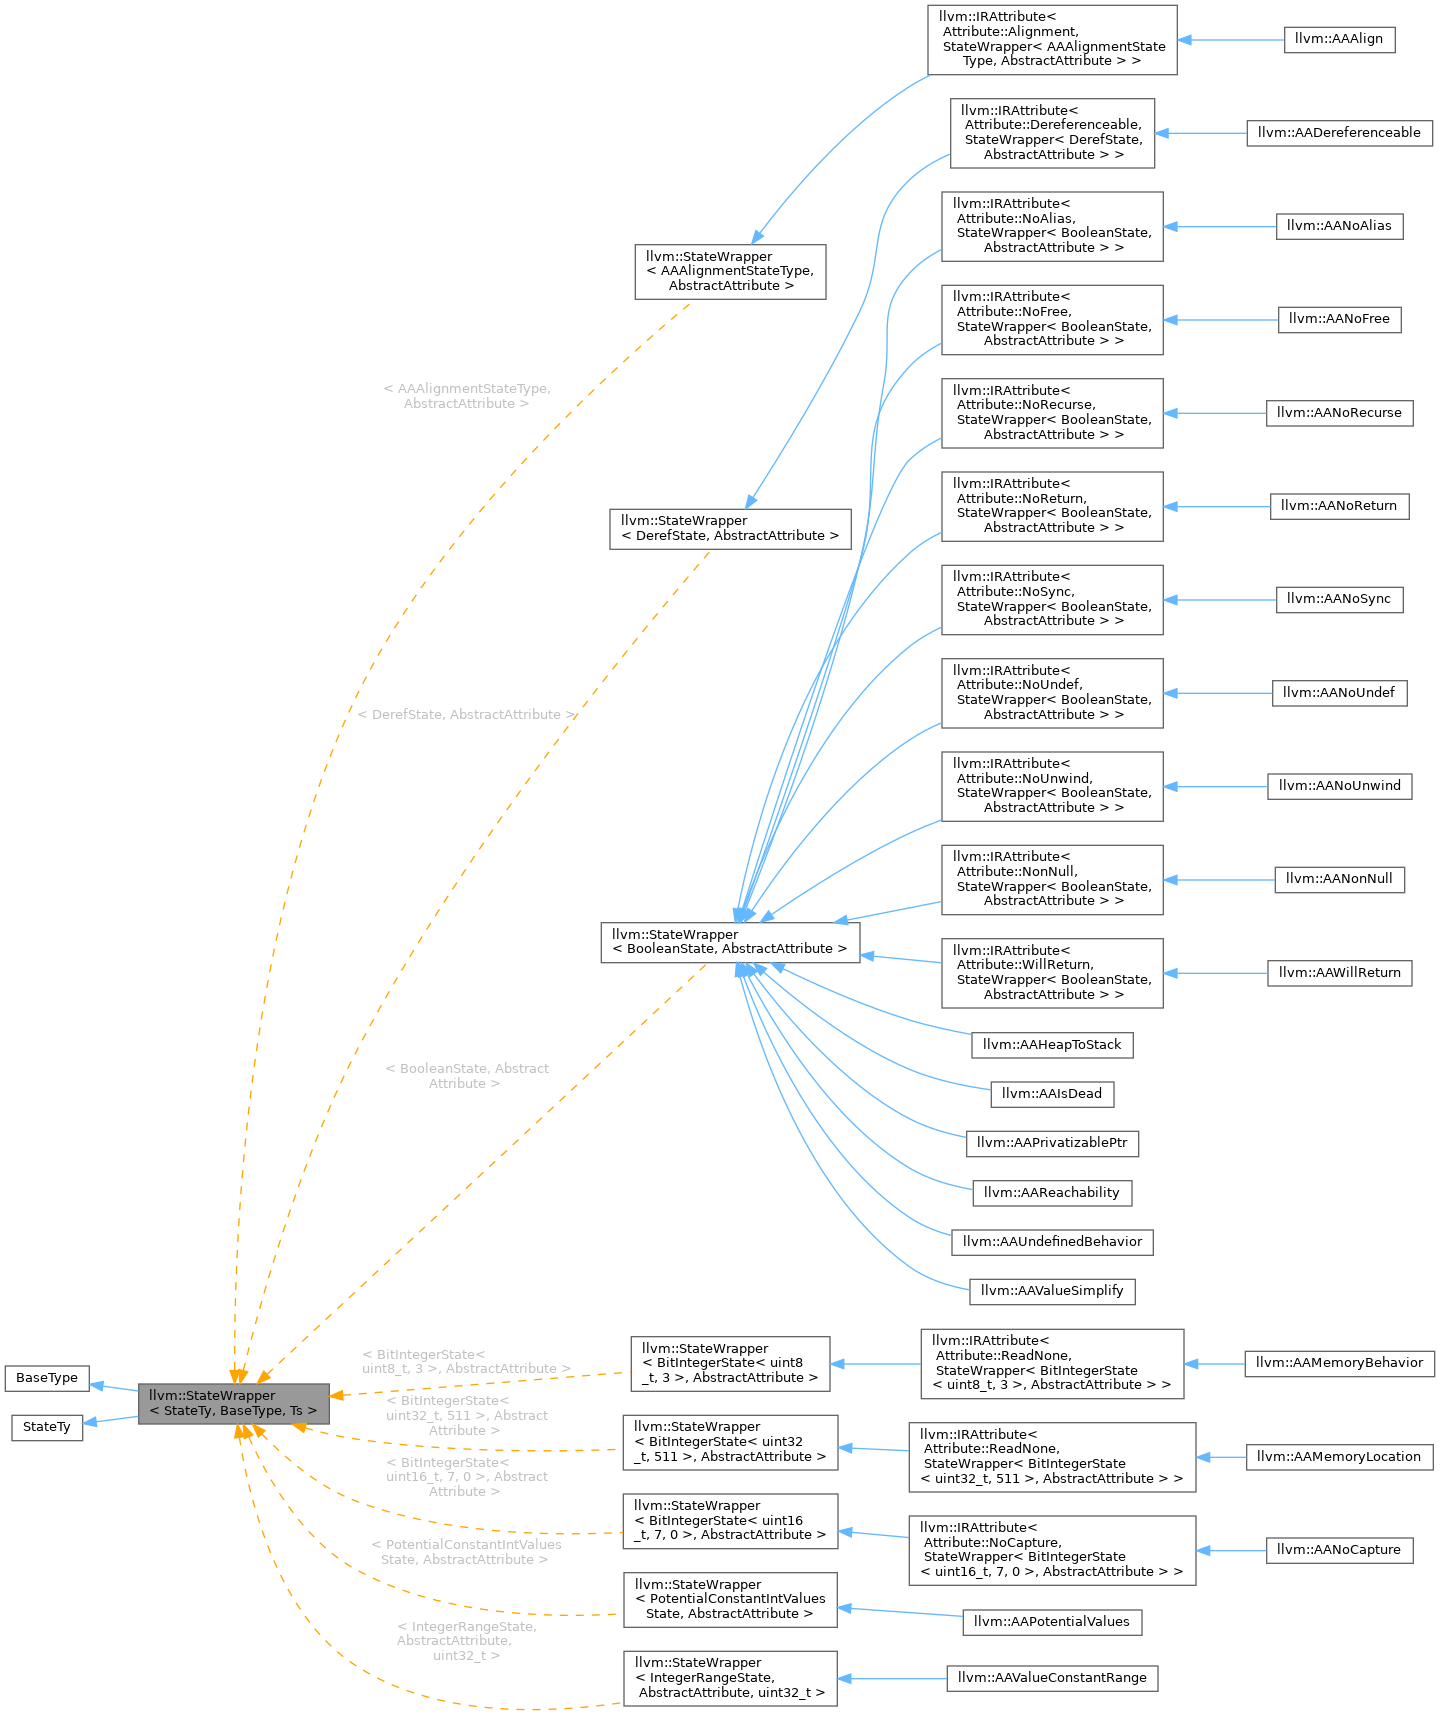 llvm::IRAttribute<
Attribute::Alignment,
StateWrapper< AAAlignmentState
Type, AbstractAttribute > >
llvm::AAAlign
llvm::IRAttribute<
Attribute::Dereferenceable,
StateWrapper< DerefState,
AbstractAttribute > >
llvm::AADereferenceable
llvm::IRAttribute<
Attribute::NoAlias,
StateWrapper< BooleanState,
AbstractAttribute > >
llvm::AANoAlias
llvm::StateWrapper
< AAAlignmentStateType,
AbstractAttribute >
llvm::IRAttribute<
Attribute::NoFree,
StateWrapper< BooleanState,
AbstractAttribute > >
llvm::AANoFree
< AAAlignmentStateType,
AbstractAttribute >
llvm::IRAttribute<
Attribute::NoRecurse,
StateWrapper< BooleanState,
AbstractAttribute > >
llvm::AANoRecurse
llvm::IRAttribute<
Attribute::NoReturn,
StateWrapper< BooleanState,
AbstractAttribute > >
llvm::AANoReturn
llvm::StateWrapper
< DerefState, AbstractAttribute >
llvm::IRAttribute<
Attribute::NoSync,
StateWrapper< BooleanState,
AbstractAttribute > >
llvm::AANoSync
< DerefState, AbstractAttribute >
llvm::IRAttribute<
Attribute::NoUndef,
StateWrapper< BooleanState,
AbstractAttribute > >
llvm::AANoUndef
llvm::IRAttribute<
Attribute::NoUnwind,
StateWrapper< BooleanState,
AbstractAttribute > >
llvm::AANoUnwind
llvm::IRAttribute<
Attribute::NonNull,
StateWrapper< BooleanState,
AbstractAttribute > >
llvm::AANonNull
llvm::StateWrapper
< BooleanState, AbstractAttribute >
llvm::IRAttribute<
Attribute::WillReturn,
StateWrapper< BooleanState,
AbstractAttribute > >
llvm::AAWillReturn
llvm::AAHeapToStack
< BooleanState, Abstract
Attribute >
llvm::AAIsDead
llvm::AAPrivatizablePtr
llvm::AAReachability
llvm::AAUndefinedBehavior
llvm::AAValueSimplify
BaseType
StateTy
llvm::StateWrapper
< StateTy, BaseType, Ts >
< BitIntegerState<
uint8_t, 3 >, AbstractAttribute >
llvm::StateWrapper
< BitIntegerState< uint8
_t, 3 >, AbstractAttribute >
llvm::IRAttribute<
Attribute::ReadNone,
StateWrapper< BitIntegerState
< uint8_t, 3 >, AbstractAttribute > >
llvm::AAMemoryBehavior
< BitIntegerState<
uint32_t, 511 >, Abstract
Attribute >
llvm::StateWrapper
< BitIntegerState< uint32
_t, 511 >, AbstractAttribute >
llvm::IRAttribute<
Attribute::ReadNone,
StateWrapper< BitIntegerState
< uint32_t, 511 >, AbstractAttribute > >
llvm::AAMemoryLocation
< BitIntegerState<
uint16_t, 7, 0 >, Abstract
Attribute >
llvm::StateWrapper
< BitIntegerState< uint16
_t, 7, 0 >, AbstractAttribute >
llvm::IRAttribute<
Attribute::NoCapture,
StateWrapper< BitIntegerState
< uint16_t, 7, 0 >, AbstractAttribute > >
llvm::AANoCapture
< PotentialConstantIntValues
State, AbstractAttribute >
llvm::StateWrapper
< PotentialConstantIntValues
State, AbstractAttribute >
llvm::AAPotentialValues
< IntegerRangeState,
AbstractAttribute,
uint32_t >
llvm::StateWrapper
< IntegerRangeState,
AbstractAttribute, uint32_t >
llvm::AAValueConstantRange